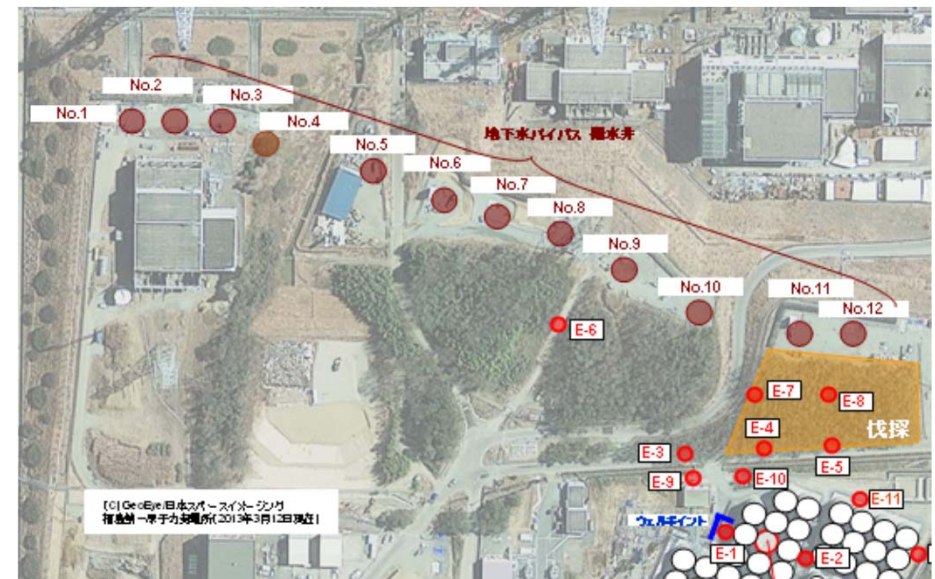 No.1
No.2
No.3
No.4
No.5
No.6
No.7
No.8
No.9
No.10
No.11
No.12
地下水バイパス 揚水井
E-6
E-7
E-8
E-4
E-5
伐採
E-3
E-9
E-10
E-11
ウェルポイント
E-1
E-2
(C)GeoEye/日本スペースイメージング
福島第一原子力発電所(2013年3月12日現在)